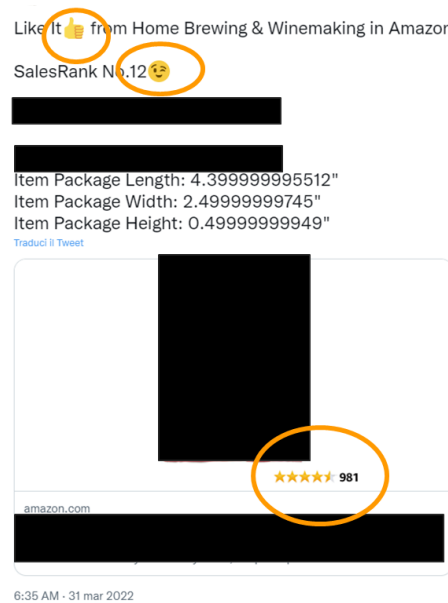 Like It👍 from Home Brewing & Winemaking in Amazon
SalesRank No.12😉
Item Package Length: 4.399999995512"
Item Package Width: 2.49999999745"
Item Package Height: 0.49999999949"
Traduci il Tweet
981
amazon.com
6:35 AM · 31 mar 2022